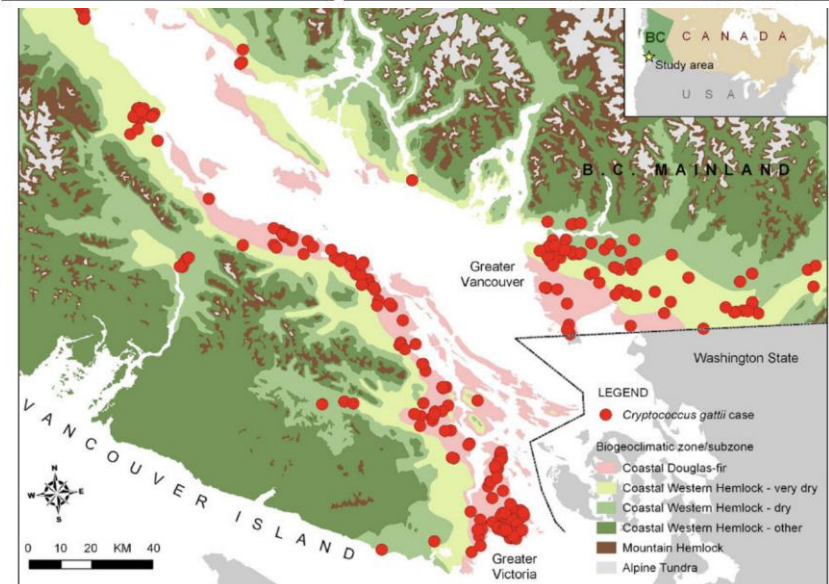 BC
C A N A D A
Study area
U S A
B. C. MAINLAND
Greater
Vancouver
Washington State
VANCOUVER ISLAND
Greater
Victoria
N
W E
S
0 10 20 KM 40
LEGEND
Cryptococcus gattii case
Biogeoclimatic zone/subzone
Coastal Douglas-fir
Coastal Western Hemlock - very dry
Coastal Western Hemlock - dry
Coastal Western Hemlock - other
Mountain Hemlock
Alpine Tundra